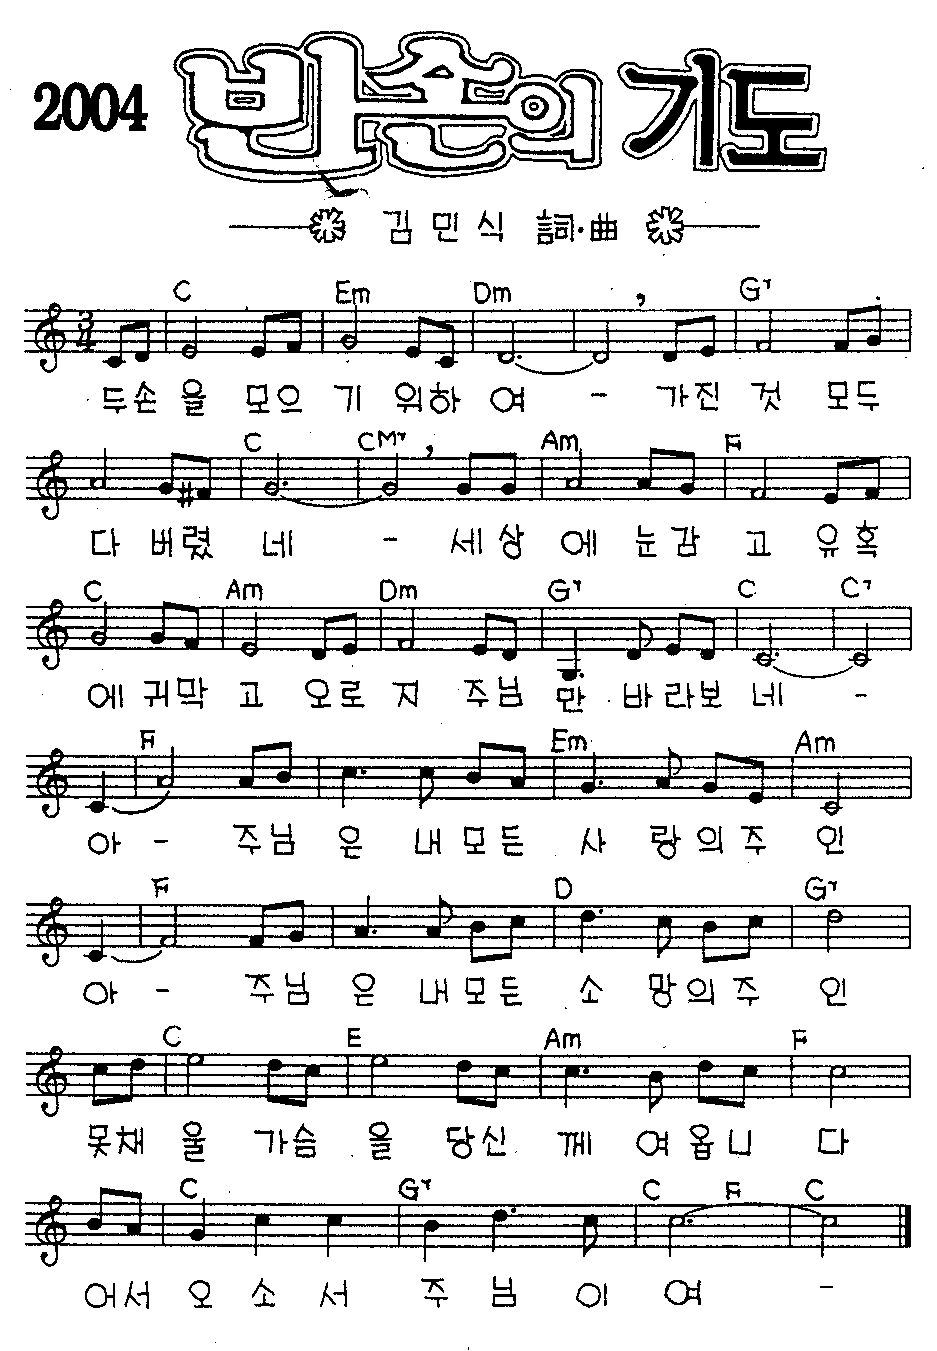 2004 빈손의 기도
김민식 詞·曲
C Em Dm , G7
두손 을 모으 기 위하 여 - 가진 것 모두
C CM7 , Am F
다 버렸 네 - 세상 에 눈감 고 유혹
C Am Dm G7 C C7
에 귀막 고 오로 지 주님 만 바라보 네 -
F Em Am
아 - 주님 은 내 모든 사 랑의 주 인
F D G7
아 - 주님 은 내 모든 소 망의 주 인
C E Am F
못채 울 가슴 을 당신 께 여옵니 다
C G7 C F C
어서 오 소 서 주 님 이 여 -